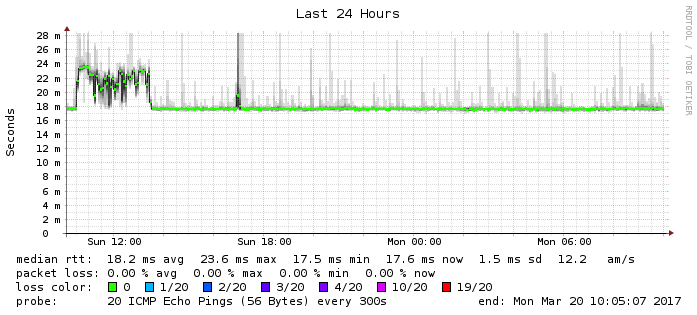 Last 24 Hours
RRDTOOL / TOBI OETIKER
Seconds
28 m
26 m
24 m
22 m
20 m
18 m
16 m
14 m
12 m
10 m
8 m
6 m
4 m
2 m
0
Sun 12:00 Sun 18:00 Mon 00:00 Mon 06:00
median rtt: 18.2 ms avg 23.6 ms max 17.5 ms min 17.6 ms now 1.5 ms sd 12.2 am/s
packet loss: 0.00 % avg 0.00 % max 0.00 % min 0.00 % now
loss color: 0 1/20 2/20 3/20 4/20 10/20 19/20
probe: 20 ICMP Echo Pings (56 Bytes) every 300s end: Mon Mar 20 10:05:07 2017